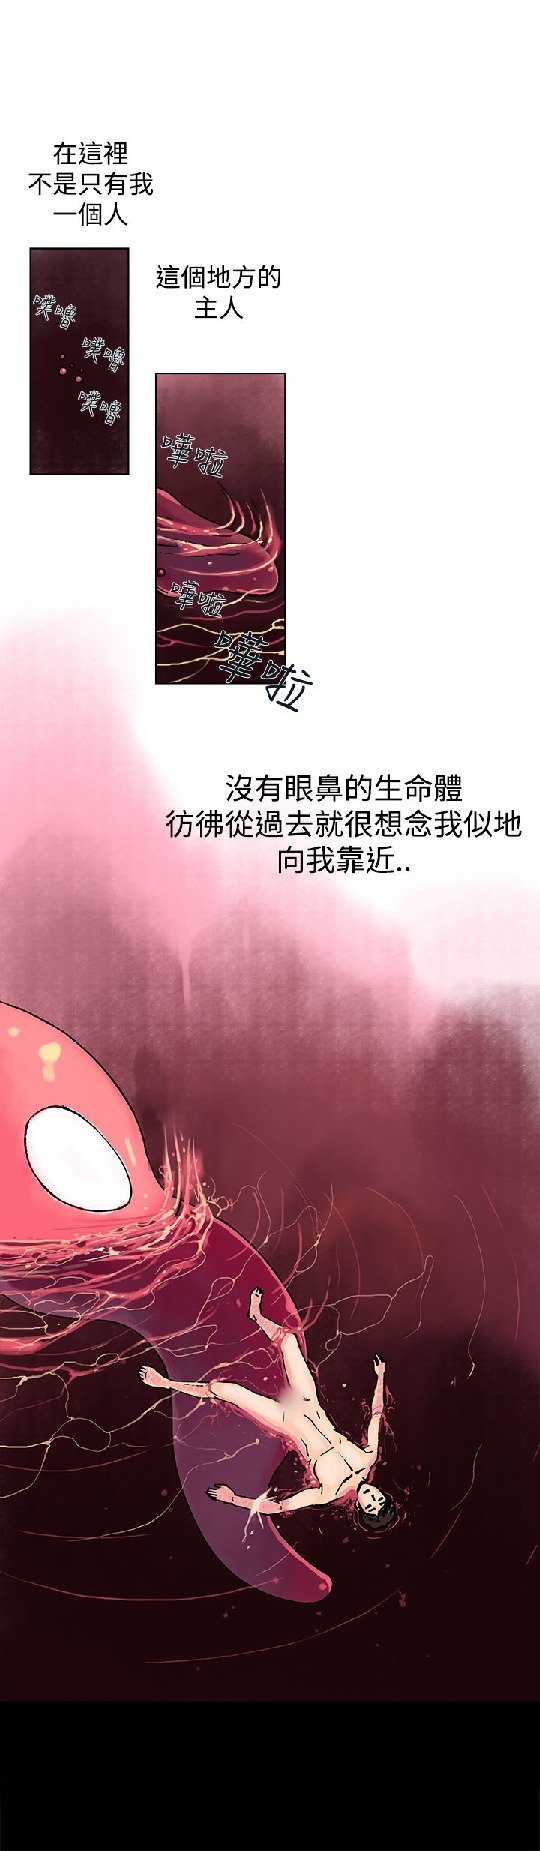 在這裡
不是只有我
一個人
噗嚕
噗嚕
噗嚕
這個地方的
主人
嘩啦
嘩啦
嘩啦
沒有眼鼻的生命體
彷彿從過去就很想念我似地
向我靠近..